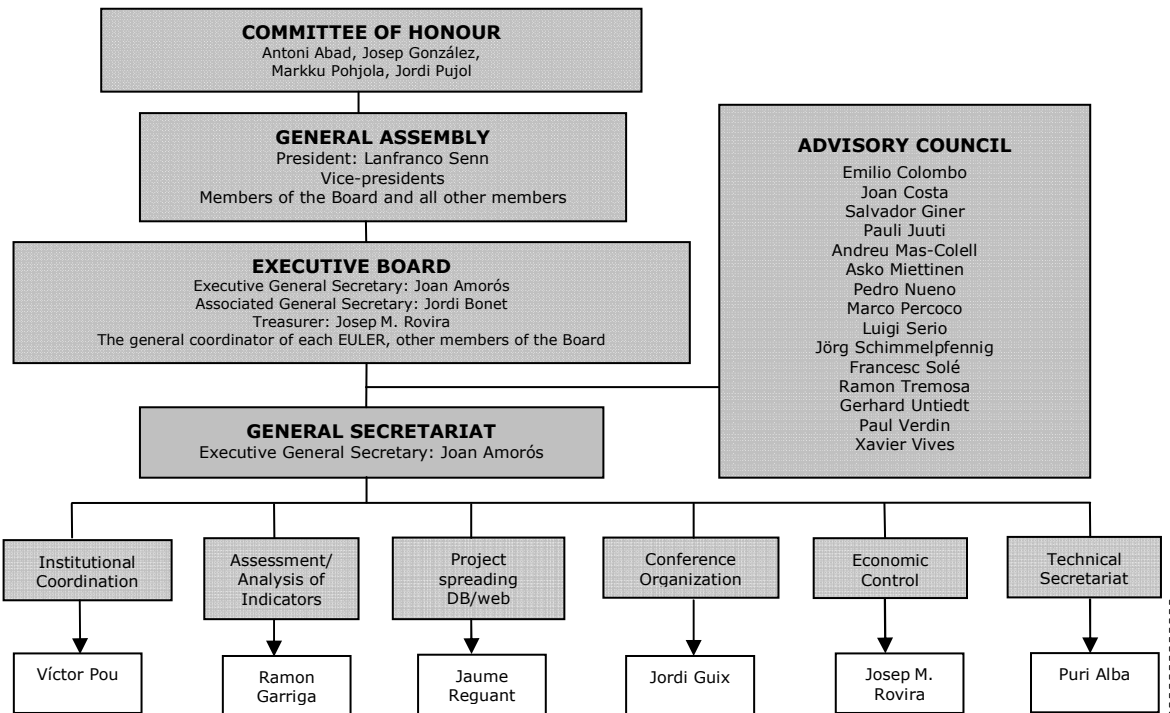 COMMITTEE OF HONOUR
Antoni Abad, Josep González,
Markku Pohjola, Jordi Pujol
GENERAL ASSEMBLY
President: Lanfranco Senn
Vice-presidents
Members of the Board and all other members
EXECUTIVE BOARD
Executive General Secretary: Joan Amorós
Associated General Secretary: Jordi Bonet
Treasurer: Josep M. Rovira
The general coordinator of each EULER, other members of the Board
ADVISORY COUNCIL
Emilio Colombo
Joan Costa
Salvador Giner
Pauli Juuti
Andreu Mas-Colell
Asko Miettinen
Pedro Nueno
Marco Percoco
Luigi Serio
Jörg Schimmelpfennig
Francesc Solé
Ramon Tremosa
Gerhard Untiedt
Paul Verdin
Xavier Vives
GENERAL SECRETARIAT
Executive General Secretary: Joan Amorós
Institutional
Coordination
Assessment/
Analysis of
Indicators
Project
spreading
DB/web
Conference
Organization
Economic
Control
Technical
Secretariat
Víctor Pou
Ramon
Garriga
Jaume
Reguant
Jordi Guix
Josep M.
Rovira
Puri Alba